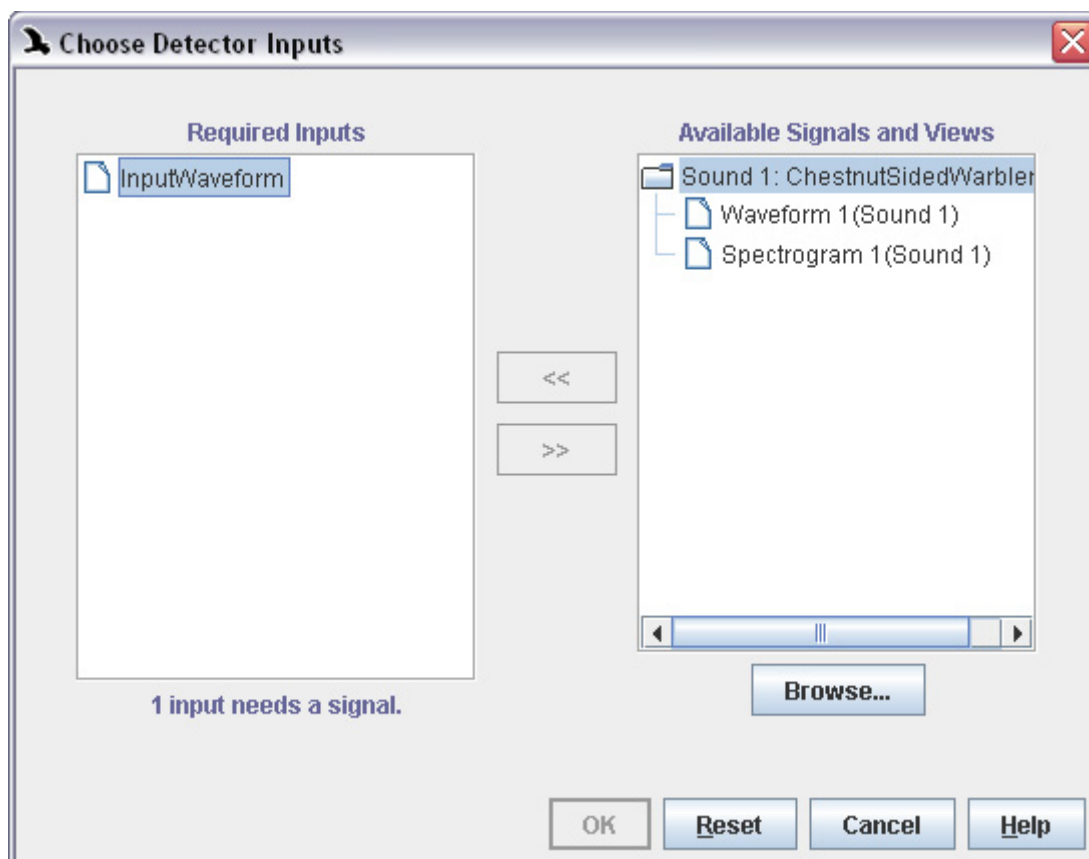 Choose Detector Inputs
Required Inputs
InputWaveform
1 input needs a signal.
<<
>>
Available Signals and Views
Sound 1: ChestnutSidedWarbler
Waveform 1(Sound 1)
Spectrogram 1(Sound 1)
Browse...
OK
Reset
Cancel
Help